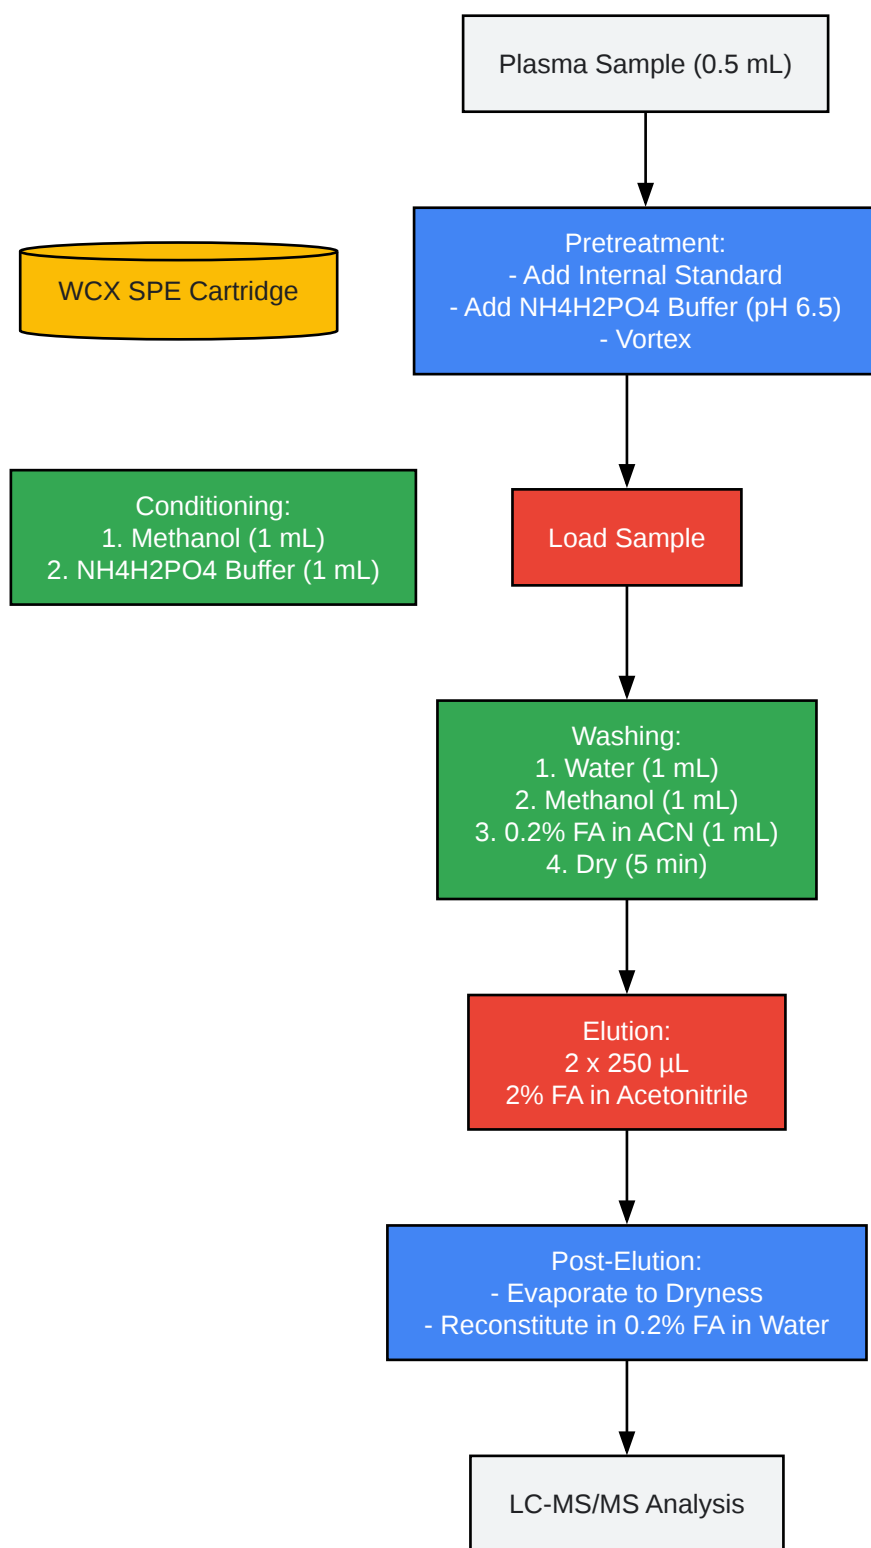 Plasma Sample (0.5 mL)
Pretreatment:
- Add Internal Standard
- Add NH4H2PO4 Buffer (pH 6.5)
- Vortex
WCX SPE Cartridge
Conditioning:
1. Methanol (1 mL)
2. NH4H2PO4 Buffer (1 mL)
Load Sample
Washing:
1. Water (1 mL)
2. Methanol (1 mL)
3. 0.2% FA in ACN (1 mL)
4. Dry (5 min)
Elution:
2 x 250 µL
2% FA in Acetonitrile
Post-Elution:
- Evaporate to Dryness
- Reconstitute in 0.2% FA in Water
LC-MS/MS Analysis